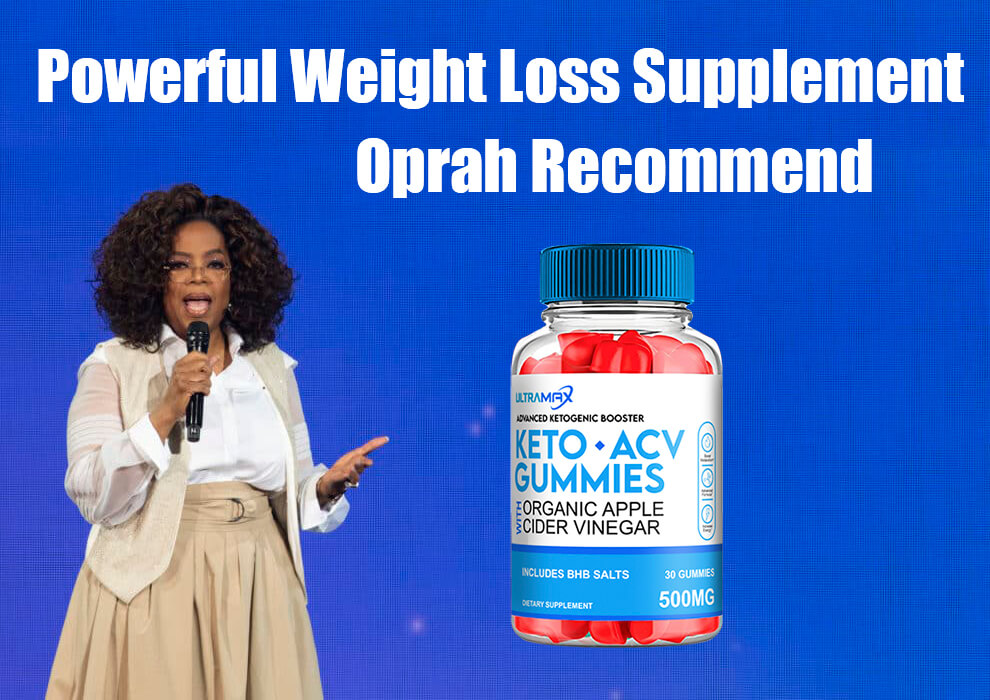 Powerful Weight Loss Supplement
Oprah Recommend
ULTRAMAX
ADVANCED KETOGENIC BOOSTER
KETO • ACV
GUMMIES
WITH ORGANIC APPLE
CIDER VINEGAR
INCLUDES BHB SALTS
30 GUMMIES
DIETARY SUPPLEMENT
500MG